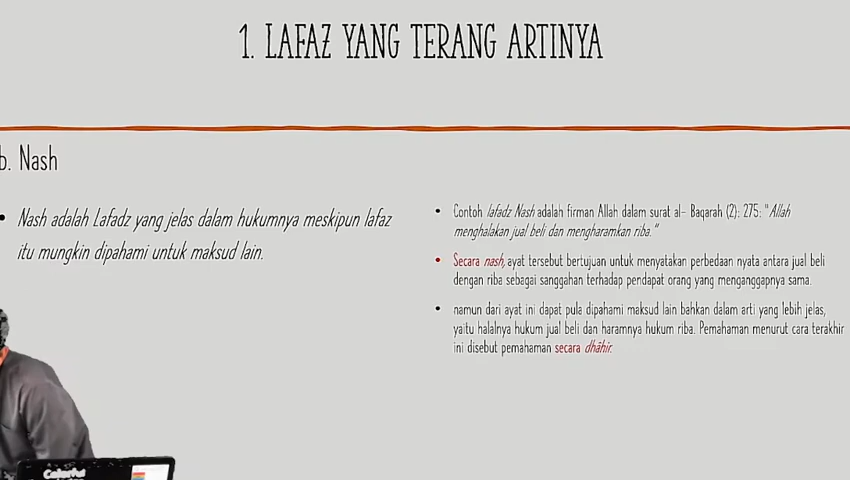 1. LAFAZ YANG TERANG ARTINYA
b. Nash
• Nash adalah Lafadz yang jelas dalam hukumnya meskipun lafaz
itu mungkin dipahami untuk maksud lain.
• Contoh lafadz Nash adalah firman Allah dalam surat al- Baqarah (2): 275: "Allah
menghalakan jual beli dan mengharamkan riba."
• Secara nash, ayat tersebut bertujuan untuk menyatakan perbedaan nyata antara jual beli
dengan riba sebagai sanggahan terhadap pendapat orang yang menganggapnya sama.
• namun dari ayat ini dapat pula dipahami maksud lain bahkan dalam arti yang lebih jelas,
yaitu halalnya hukum jual beli dan haramnya hukum riba. Pemahaman menurut cara terakhir
ini disebut pemahaman secara dhâhir.
Colorful